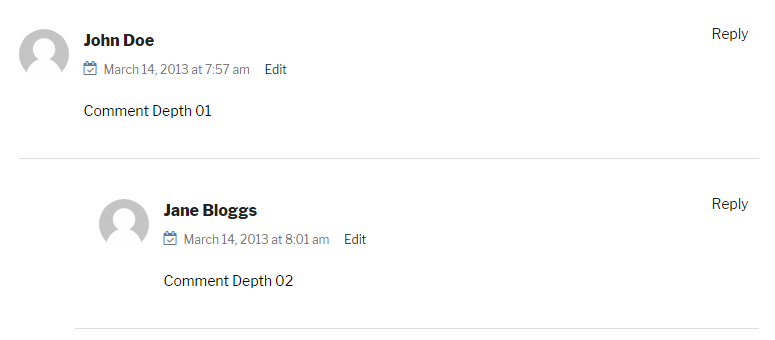 John Doe
Reply
March 14, 2013 at 7:57 am Edit
Comment Depth 01
Jane Bloggs
Reply
March 14, 2013 at 8:01 am Edit
Comment Depth 02